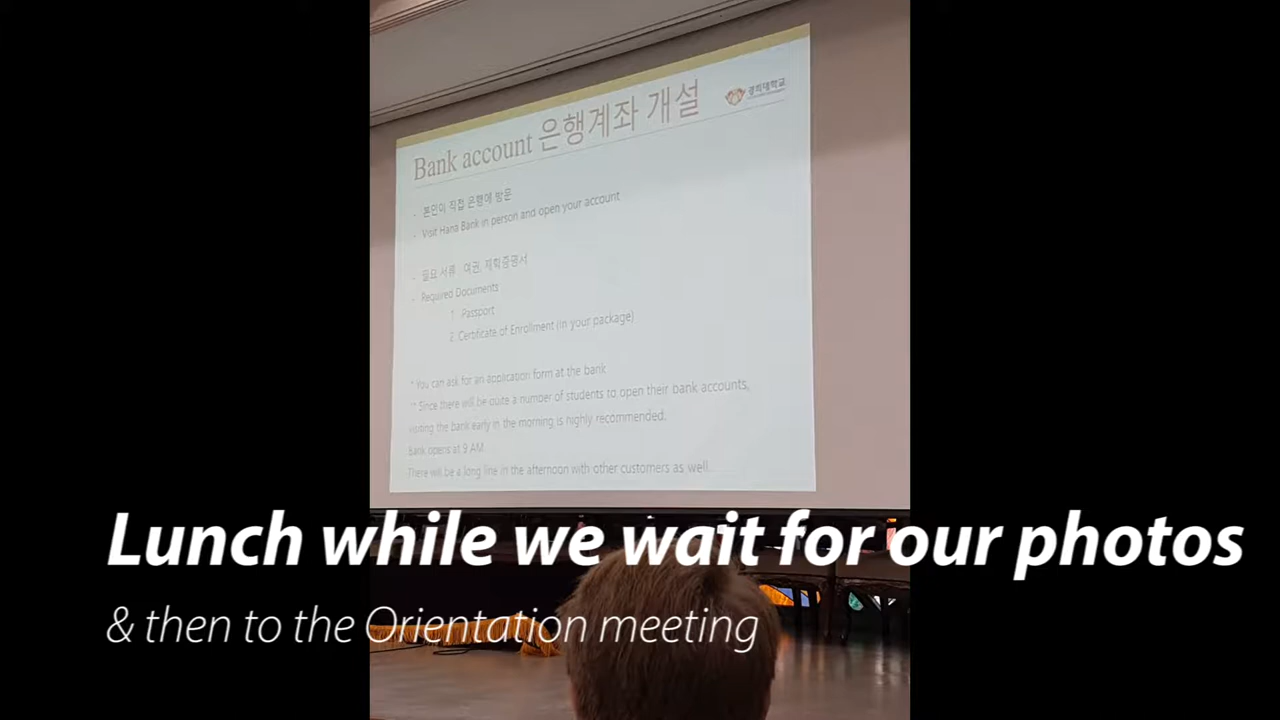 Bank account 은행계좌 개설
경희대학교
- 본인이 직접 은행에 방문
- Visit Hana Bank in person and open your account
- 필요 서류 : 여권, 재학증명서
- Required Documents
1. Passport
2. Certificate of Enrollment (in your package)
* You can ask for an application form at the bank
** Since there will be quite a number of students to open their bank accounts,
visiting the bank early in the morning is highly recommended.
Bank opens at 9 AM
There will be a long line in the afternoon with other customers as well.
Lunch while we wait for our photos
& then to the Orientation meeting